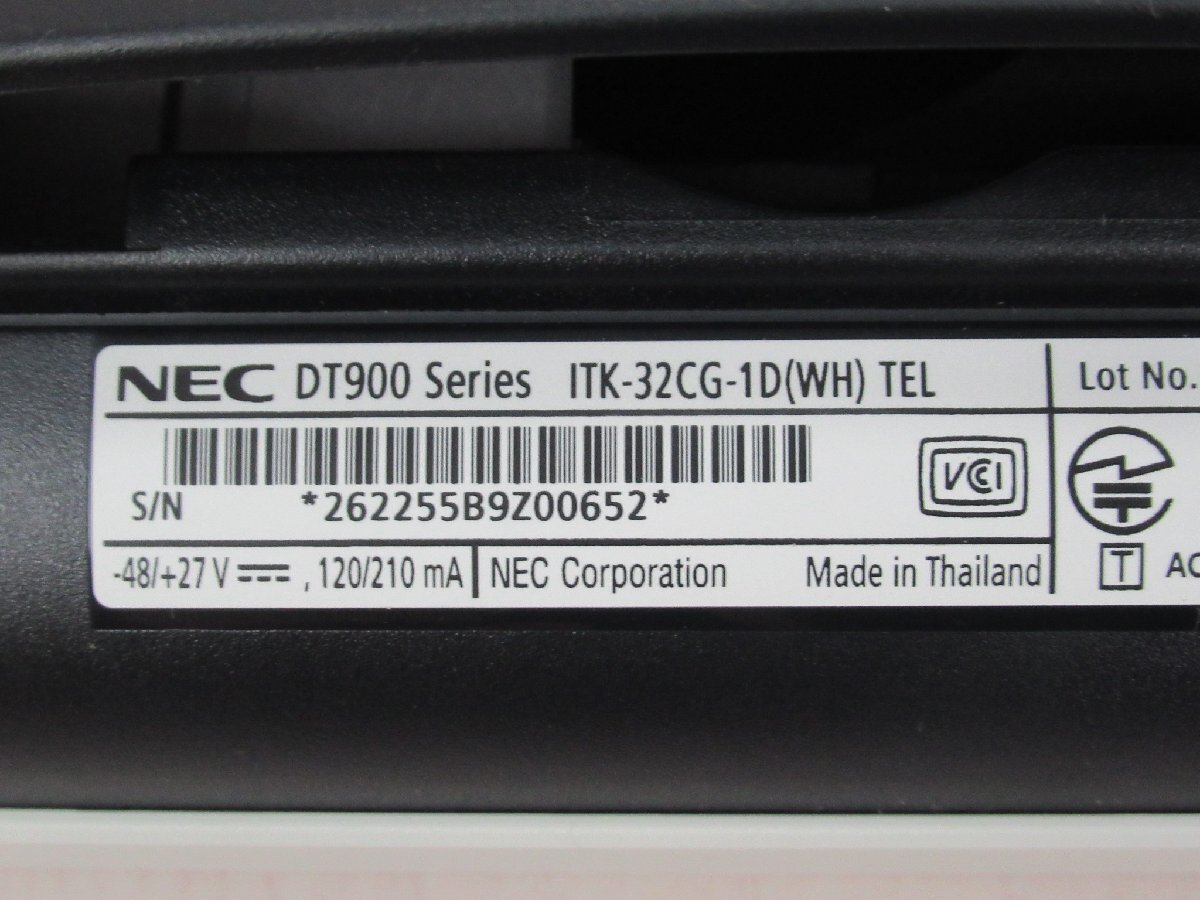 NEC DT900 Series ITK-32CG-1D(WH) TEL Lot No.
S/N *262255B9Z00652*
VCCI
-48/+27 V ⎓ , 120/210 mA NEC Corporation Made in Thailand T AC